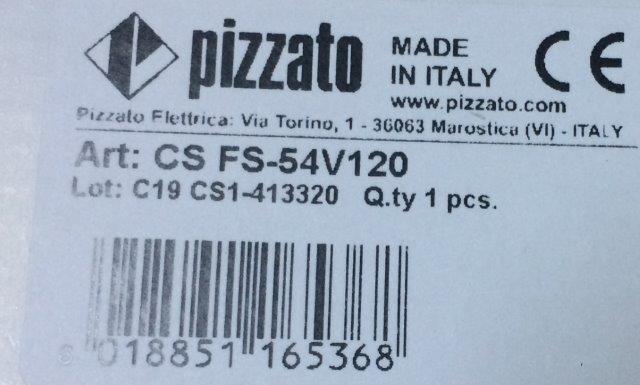 pizzato
MADE
IN ITALY
CE
www.pizzato.com
Pizzato Elettrica: Via Torino, 1 - 36063 Marostica (VI) - ITALY
Art: CS FS-54V120
Lot: C19 CS1-413320 Q.ty 1 pcs.
8 018851 165368